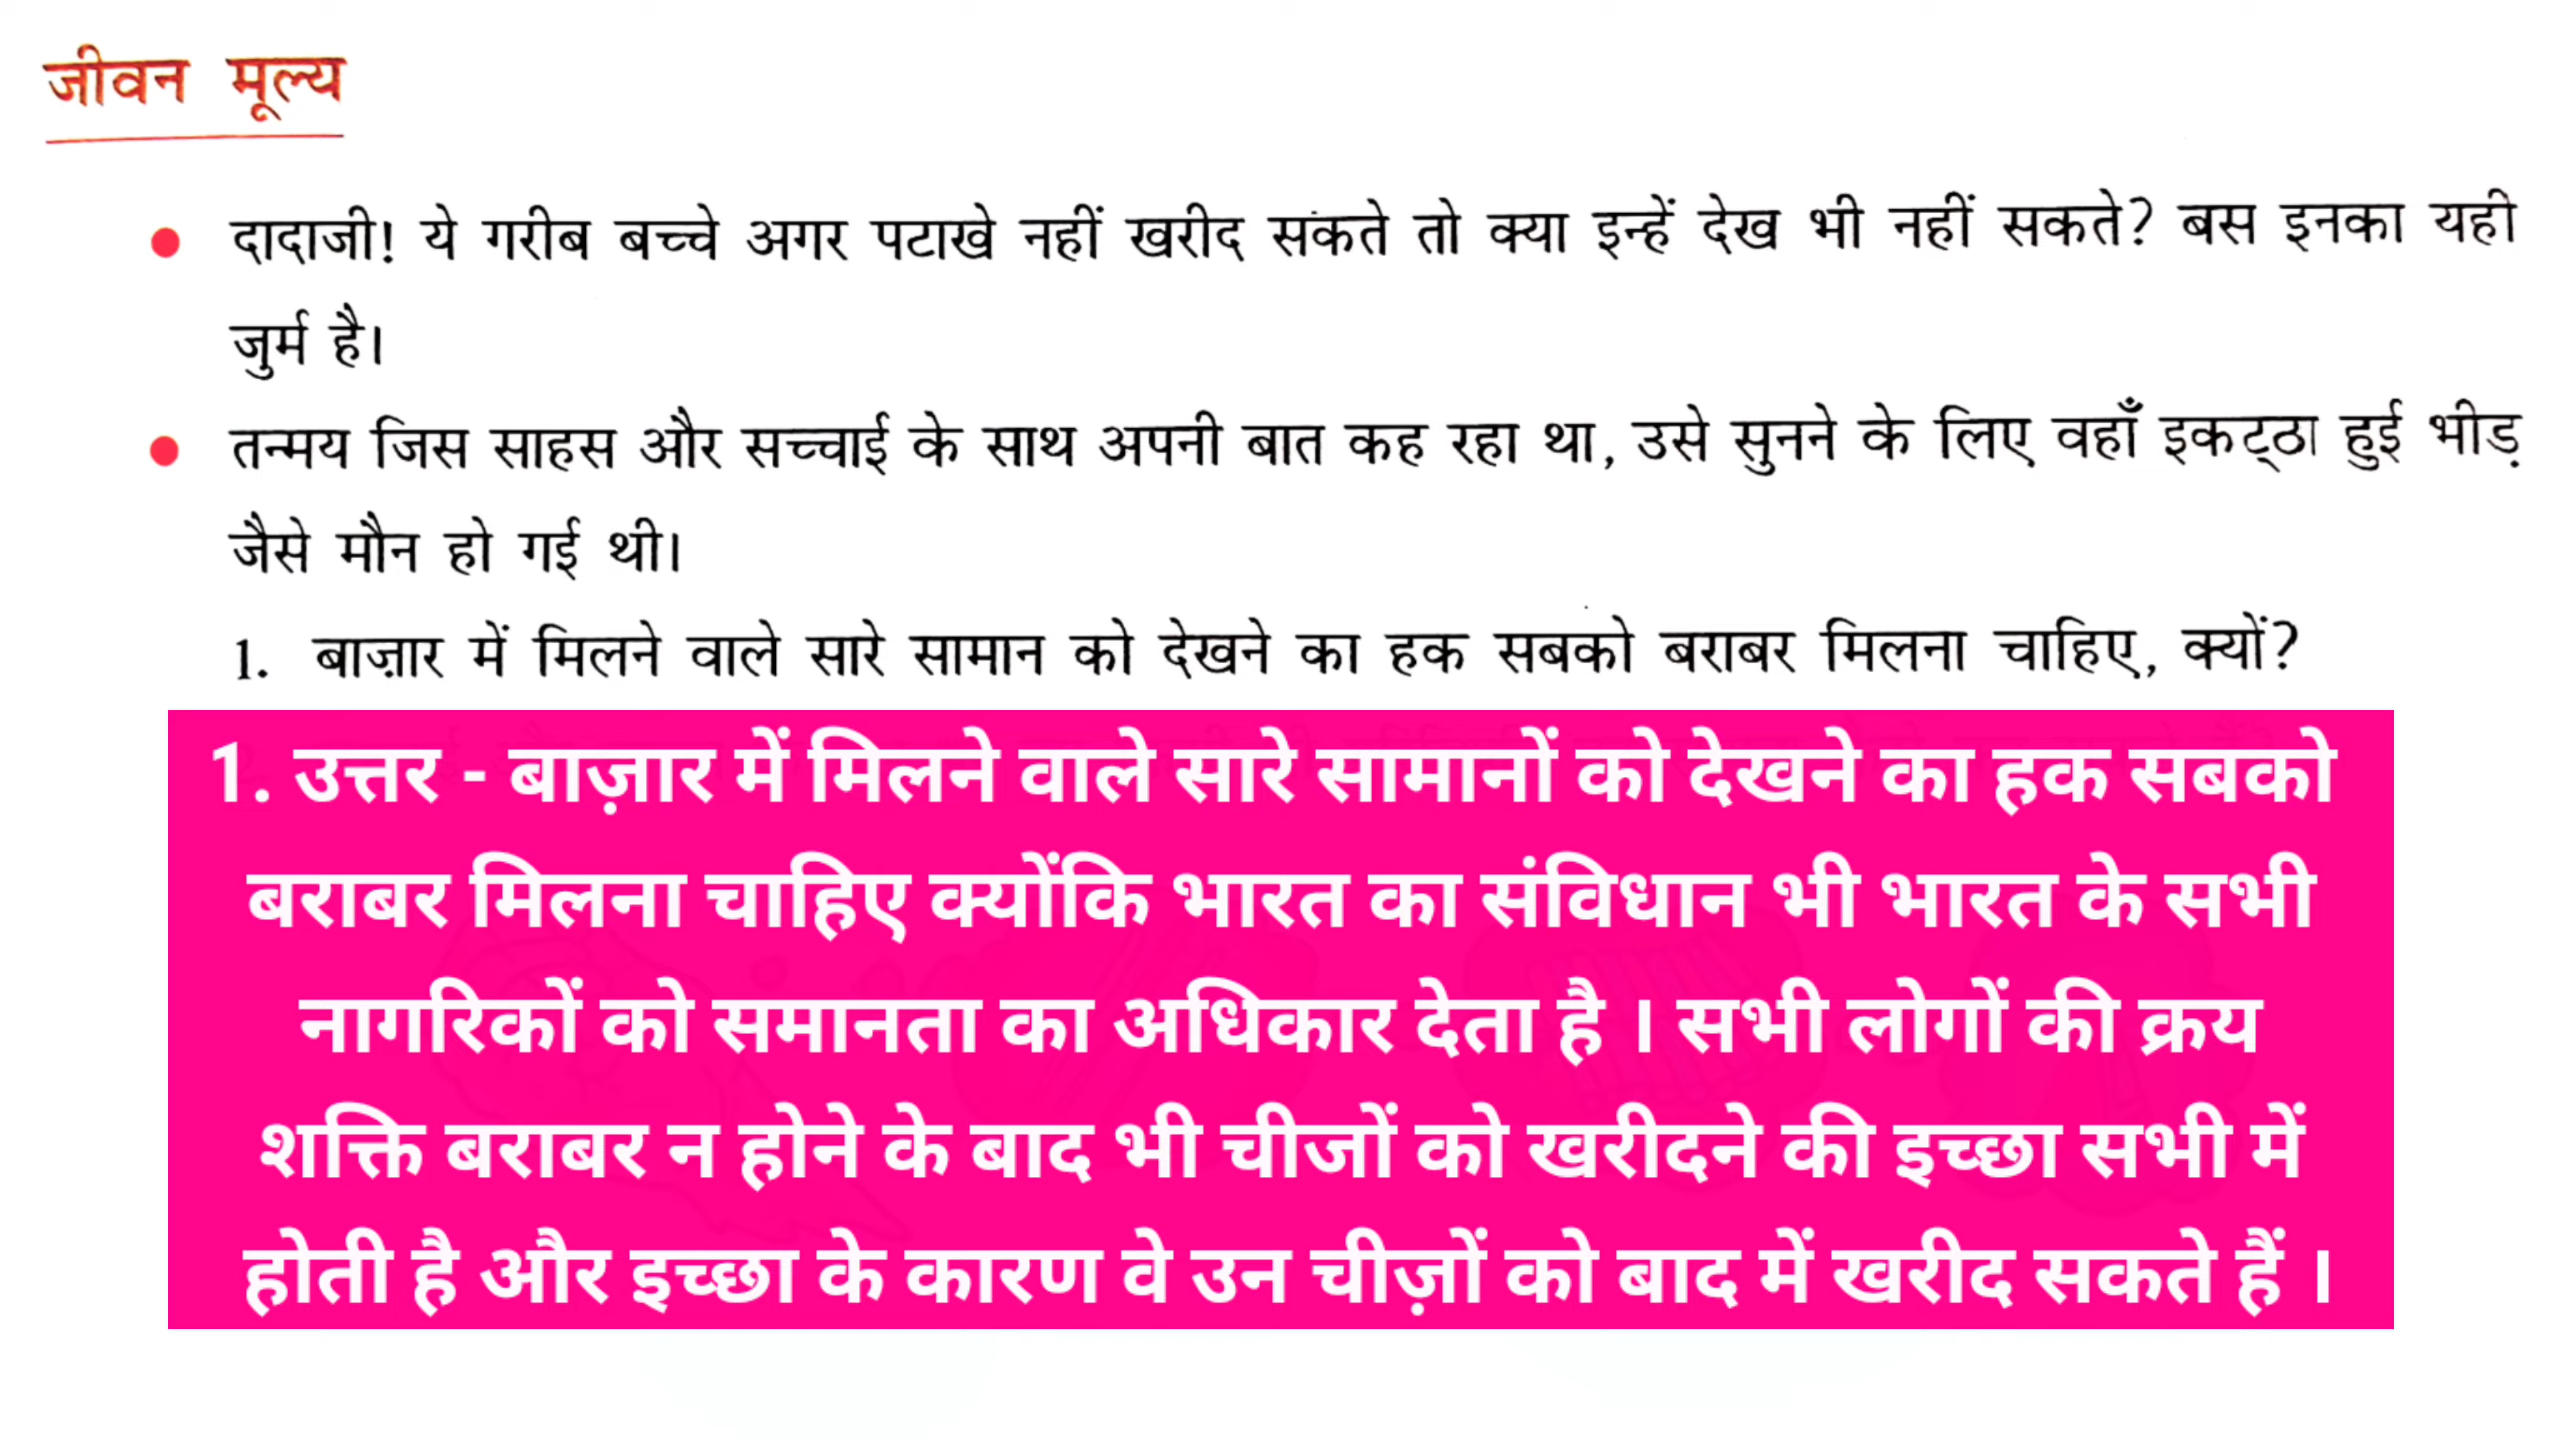 जीवन मूल्य
● दादाजी! ये गरीब बच्चे अगर पटाखे नहीं खरीद सकते तो क्या इन्हें देख भी नहीं सकते? बस इनका यही
जुर्म है।
● तन्मय जिस साहस और सच्चाई के साथ अपनी बात कह रहा था, उसे सुनने के लिए वहाँ इकट्ठा हुई भीड़
जैसे मौन हो गई थी।
1. बाज़ार में मिलने वाले सारे सामान को देखने का हक सबको बराबर मिलना चाहिए, क्यों?
1. उत्तर - बाज़ार में मिलने वाले सारे सामानों को देखने का हक सबको
बराबर मिलना चाहिए क्योंकि भारत का संविधान भी भारत के सभी
नागरिकों को समानता का अधिकार देता है । सभी लोगों की क्रय
शक्ति बराबर न होने के बाद भी चीजों को खरीदने की इच्छा सभी में
होती है और इच्छा के कारण वे उन चीज़ों को बाद में खरीद सकते हैं ।